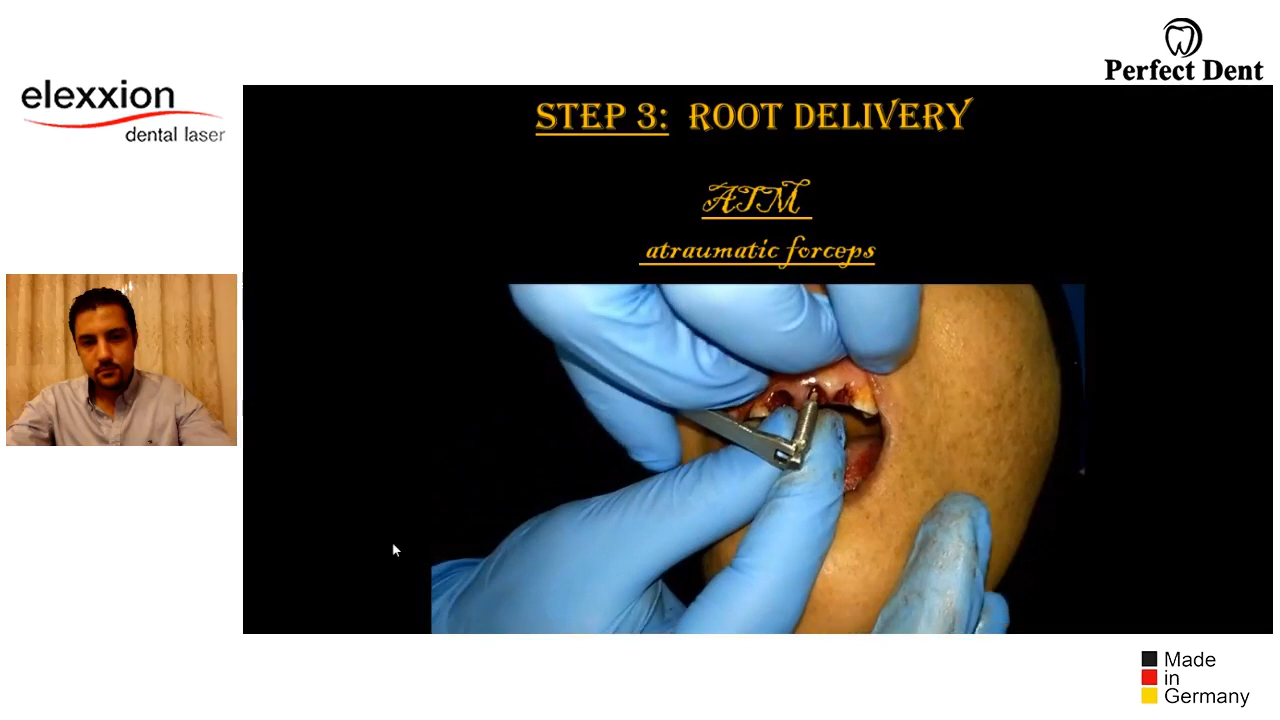 Perfect Dent
elexxion
dental laser
STEP 3: ROOT DELIVERY
ATM
atraumatic forceps
Made
in
Germany